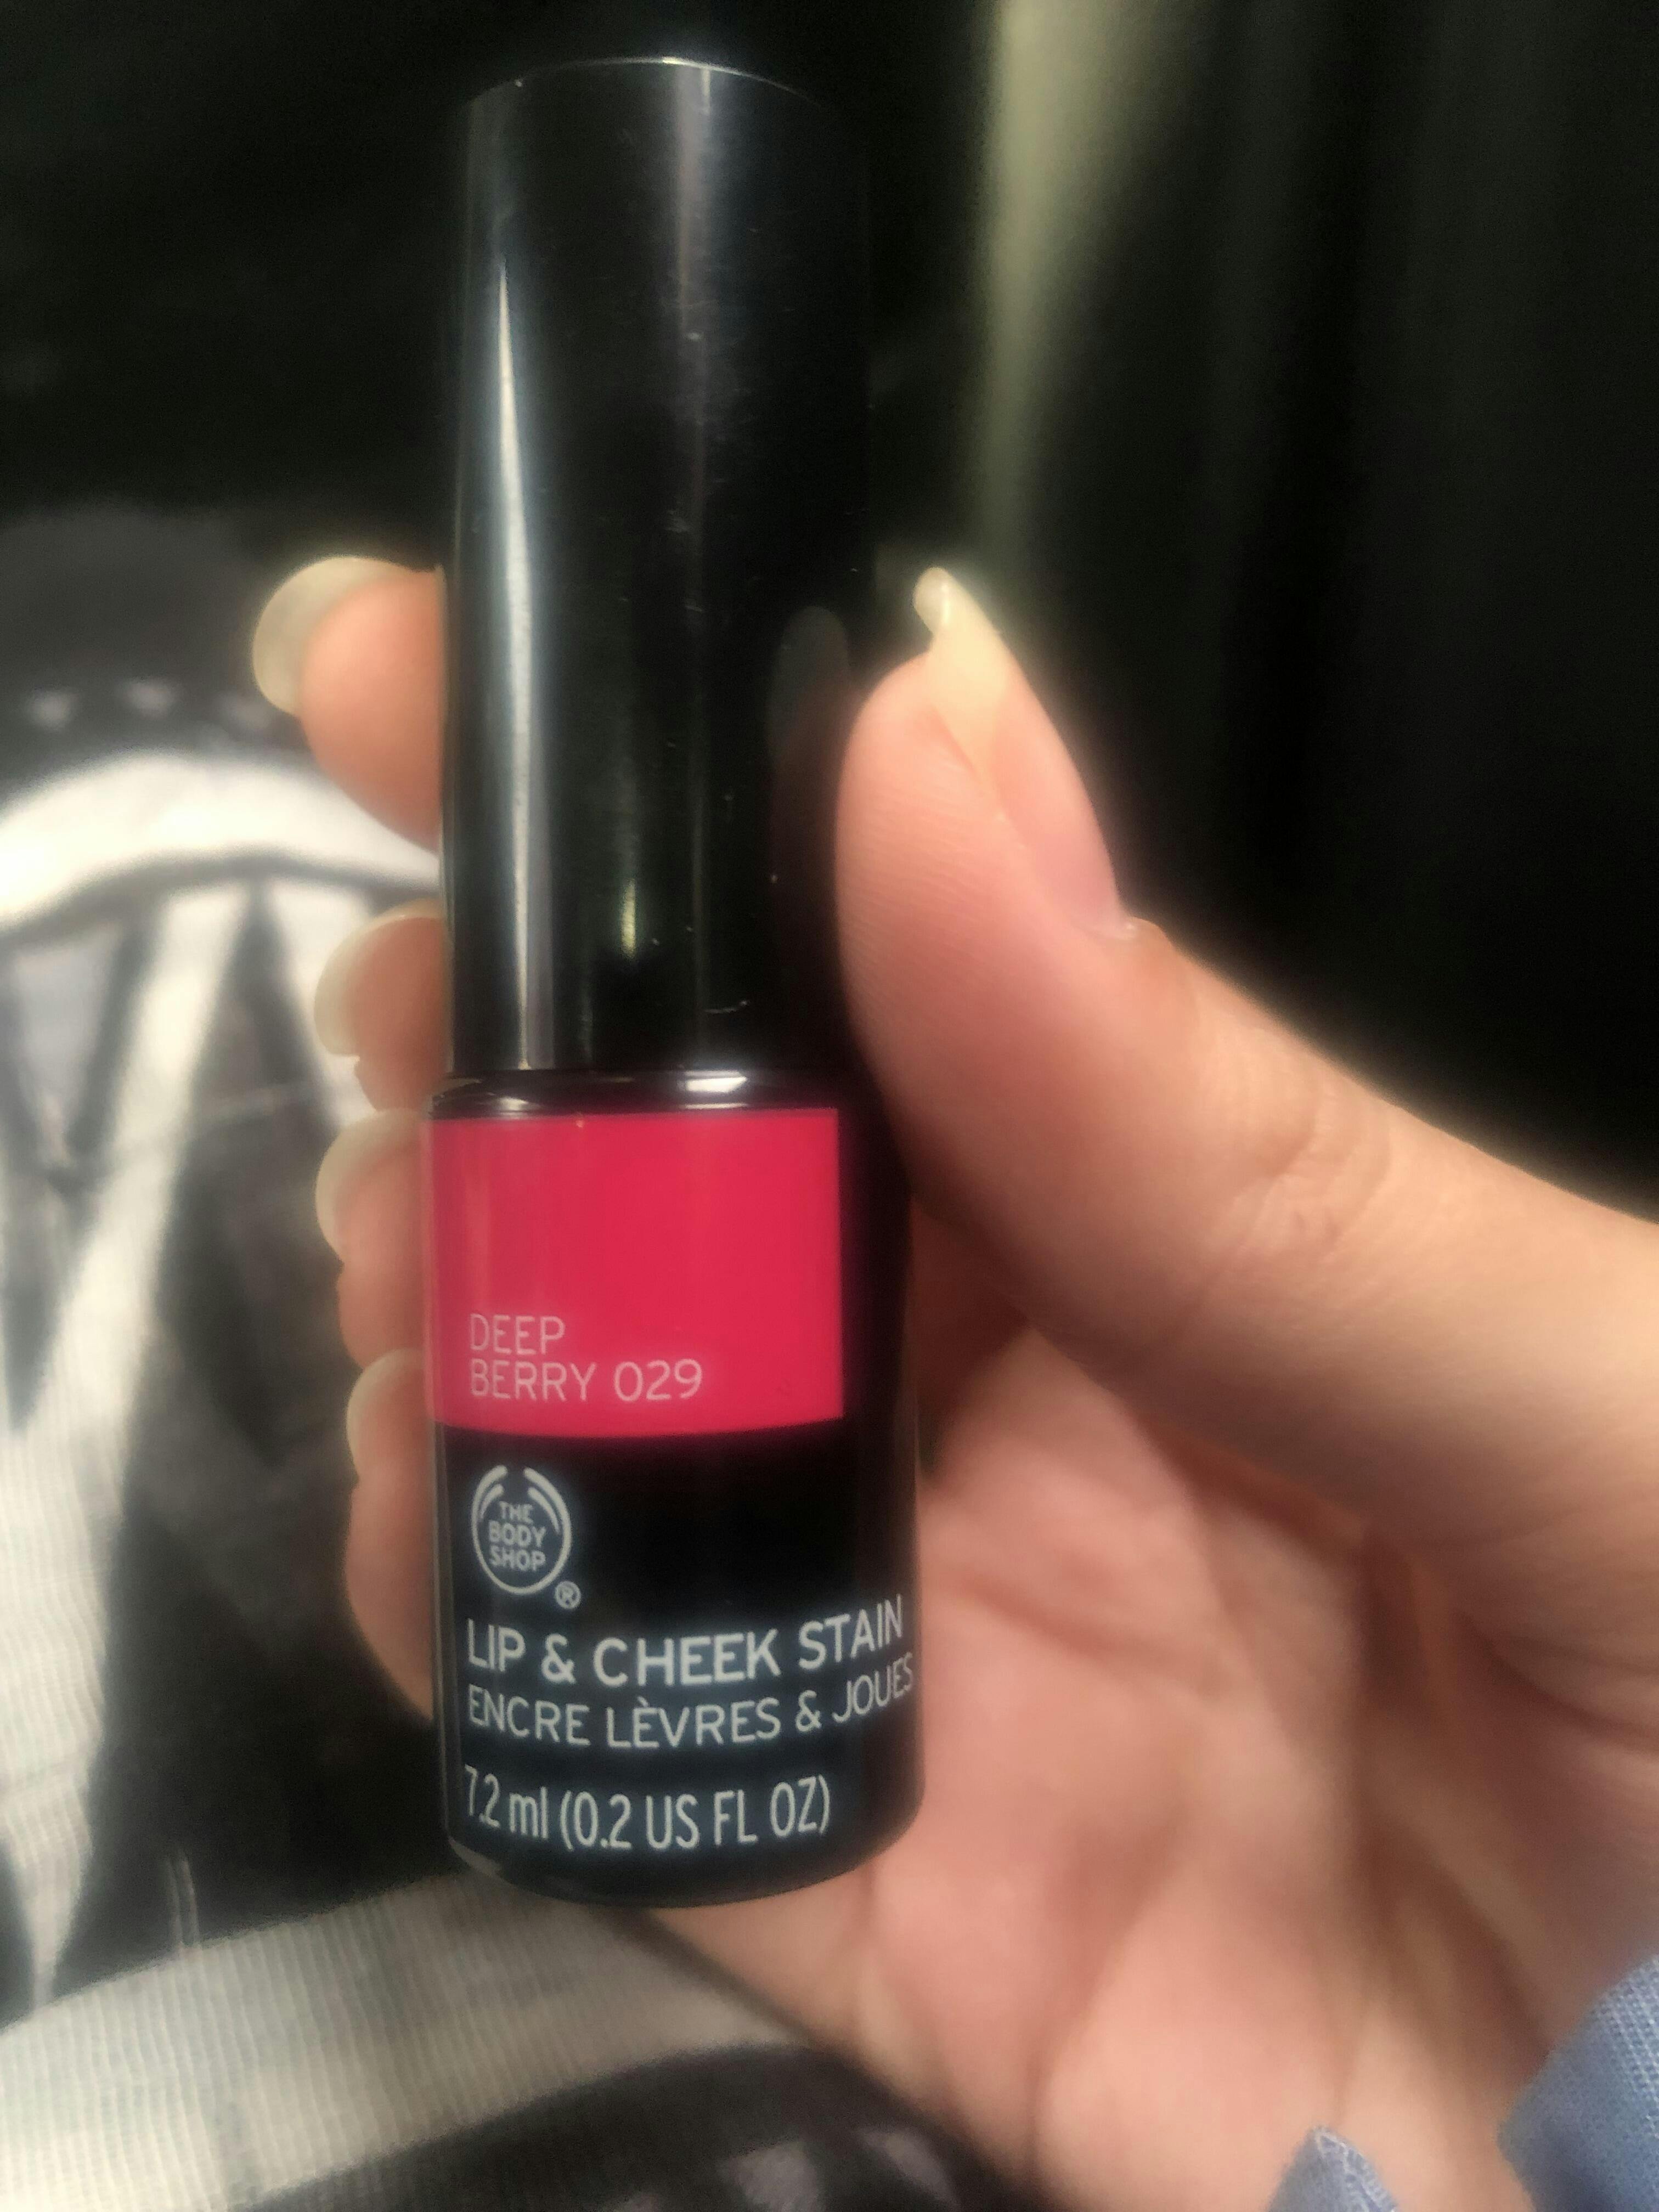 DEEP
BERRY 029
THE
BODY
SHOP
®
LIP & CHEEK STAIN
ENCRE LÈVRES & JOUES
7.2 ml (0.2 US FL OZ)